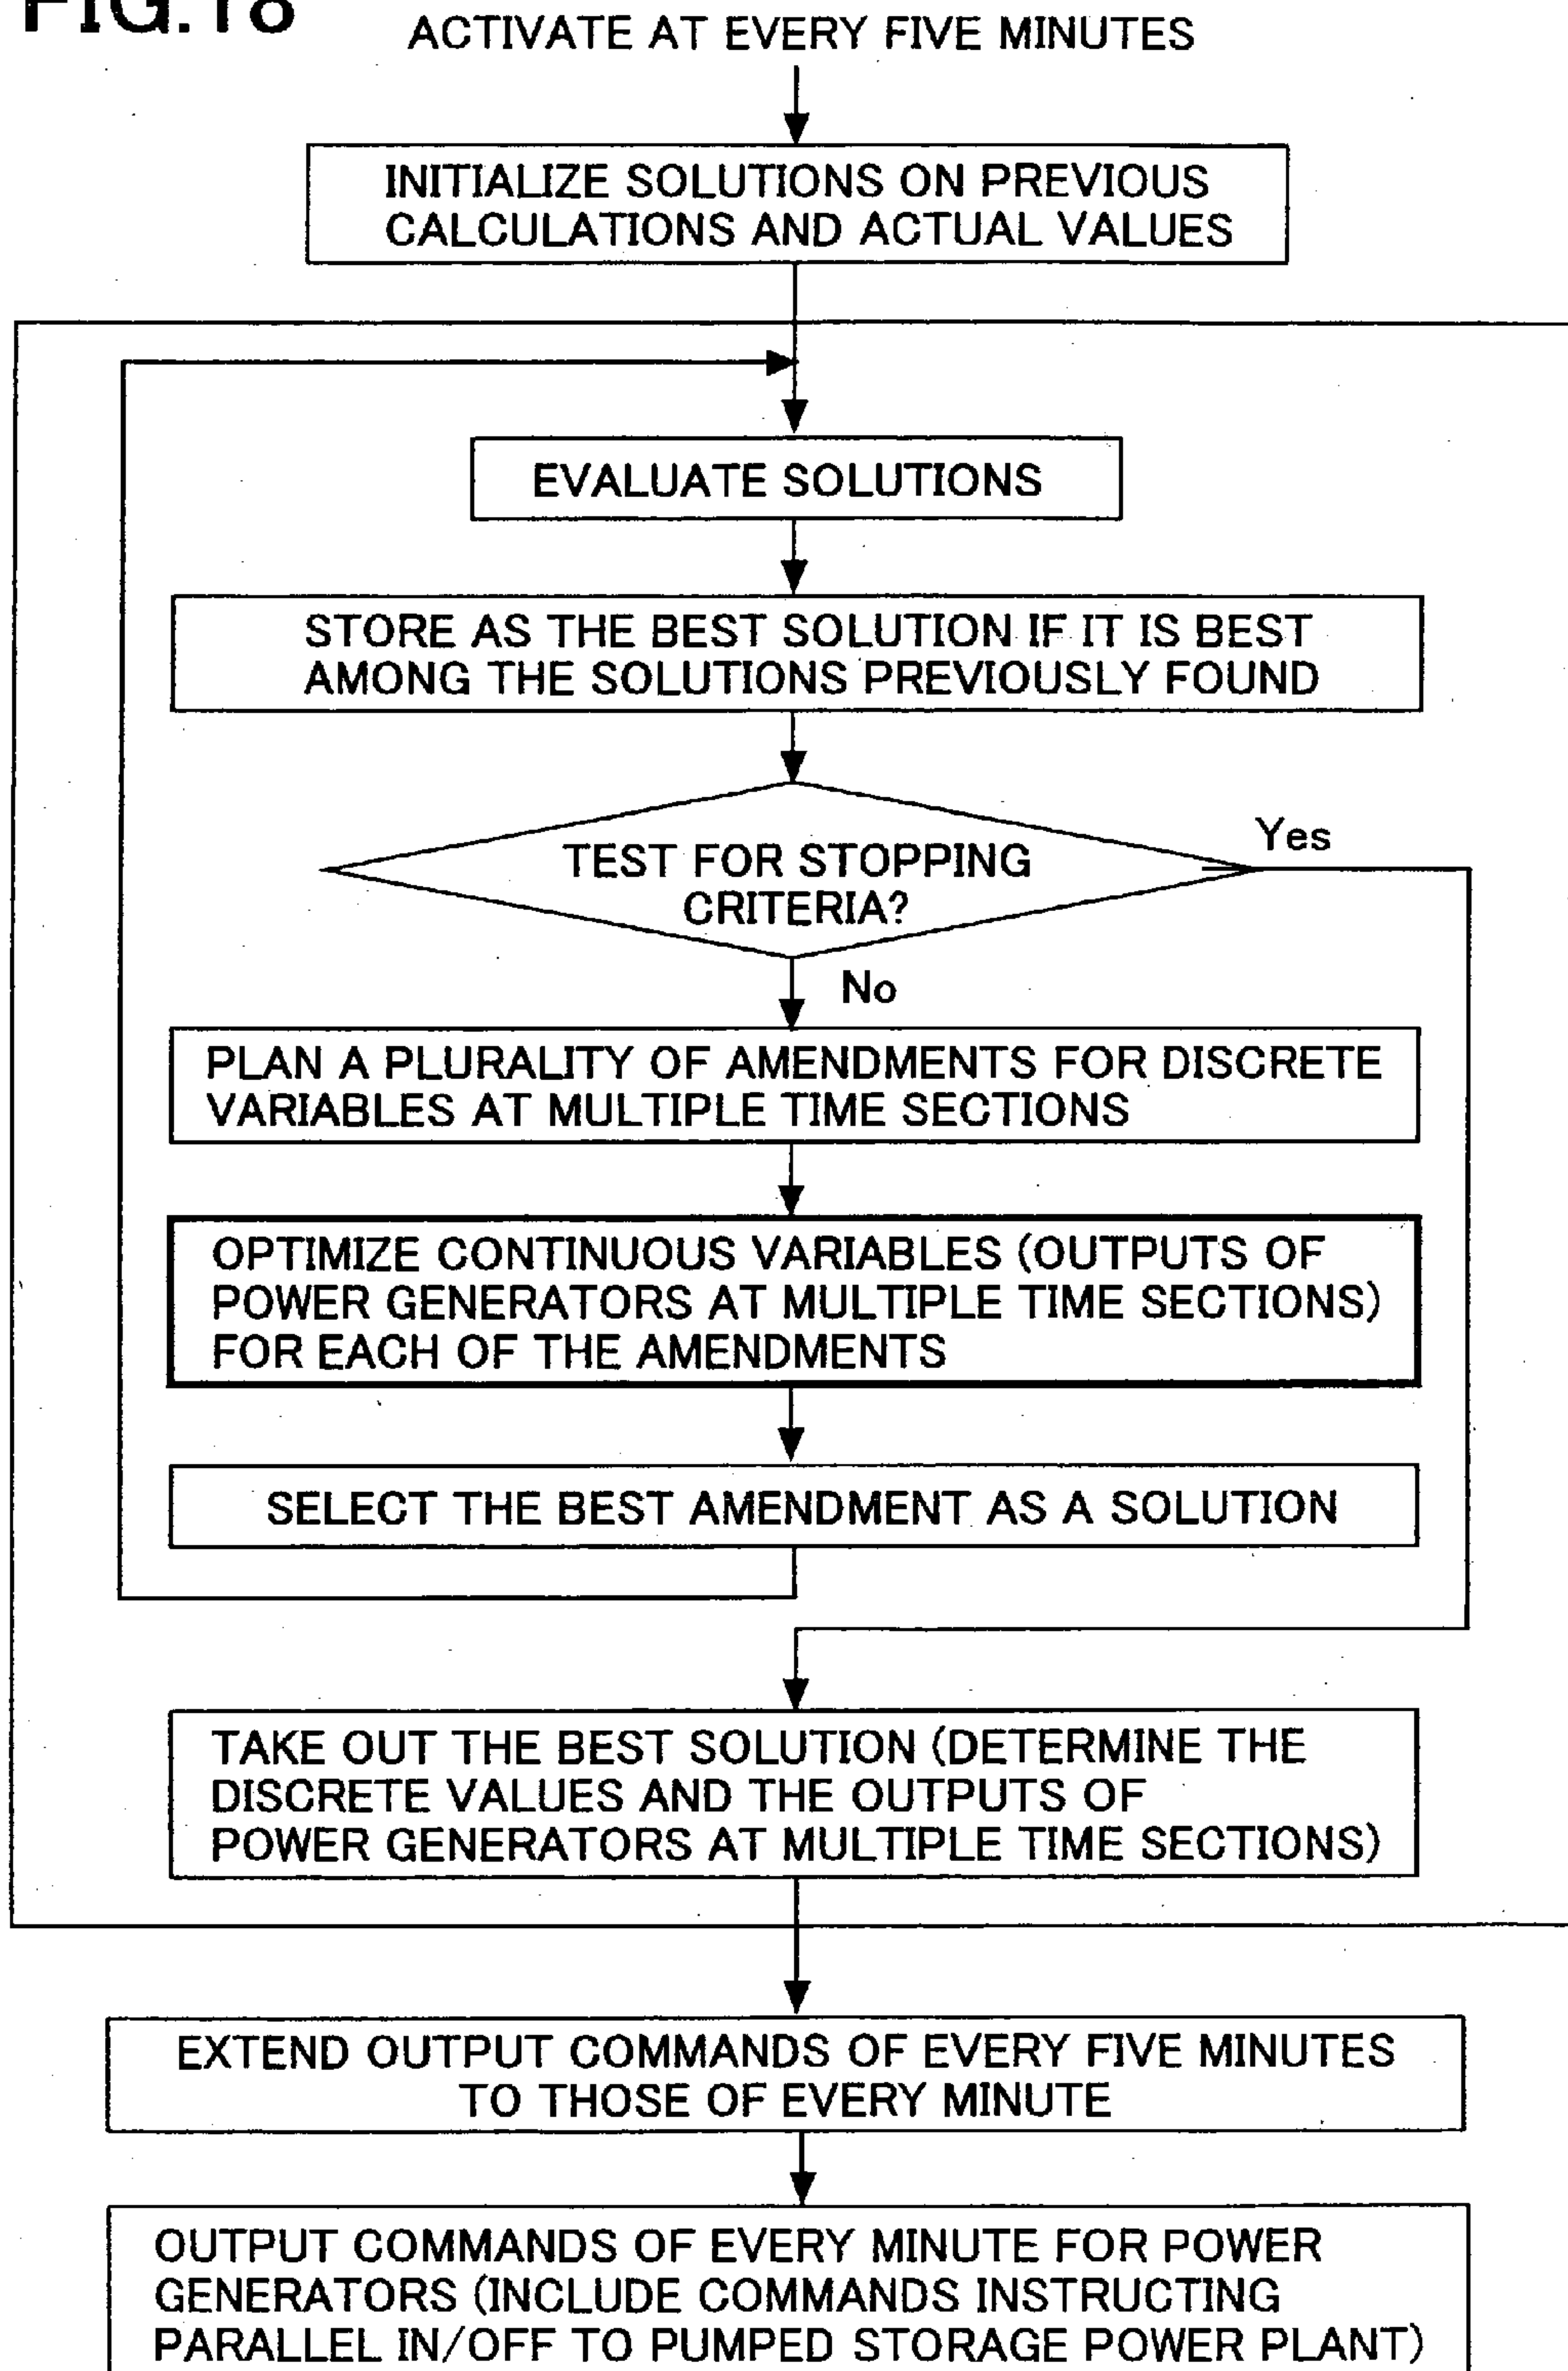 FIG.18
ACTIVATE AT EVERY FIVE MINUTES
INITIALIZE SOLUTIONS ON PREVIOUS
CALCULATIONS AND ACTUAL VALUES
EVALUATE SOLUTIONS
STORE AS THE BEST SOLUTION IF IT IS BEST
AMONG THE SOLUTIONS PREVIOUSLY FOUND
TEST FOR STOPPING
CRITERIA?
Yes
No
PLAN A PLURALITY OF AMENDMENTS FOR DISCRETE
VARIABLES AT MULTIPLE TIME SECTIONS
OPTIMIZE CONTINUOUS VARIABLES (OUTPUTS OF
POWER GENERATORS AT MULTIPLE TIME SECTIONS)
FOR EACH OF THE AMENDMENTS
SELECT THE BEST AMENDMENT AS A SOLUTION
TAKE OUT THE BEST SOLUTION (DETERMINE THE
DISCRETE VALUES AND THE OUTPUTS OF
POWER GENERATORS AT MULTIPLE TIME SECTIONS)
EXTEND OUTPUT COMMANDS OF EVERY FIVE MINUTES
TO THOSE OF EVERY MINUTE
OUTPUT COMMANDS OF EVERY MINUTE FOR POWER
GENERATORS (INCLUDE COMMANDS INSTRUCTING
PARALLEL IN/OFF TO PUMPED STORAGE POWER PLANT)